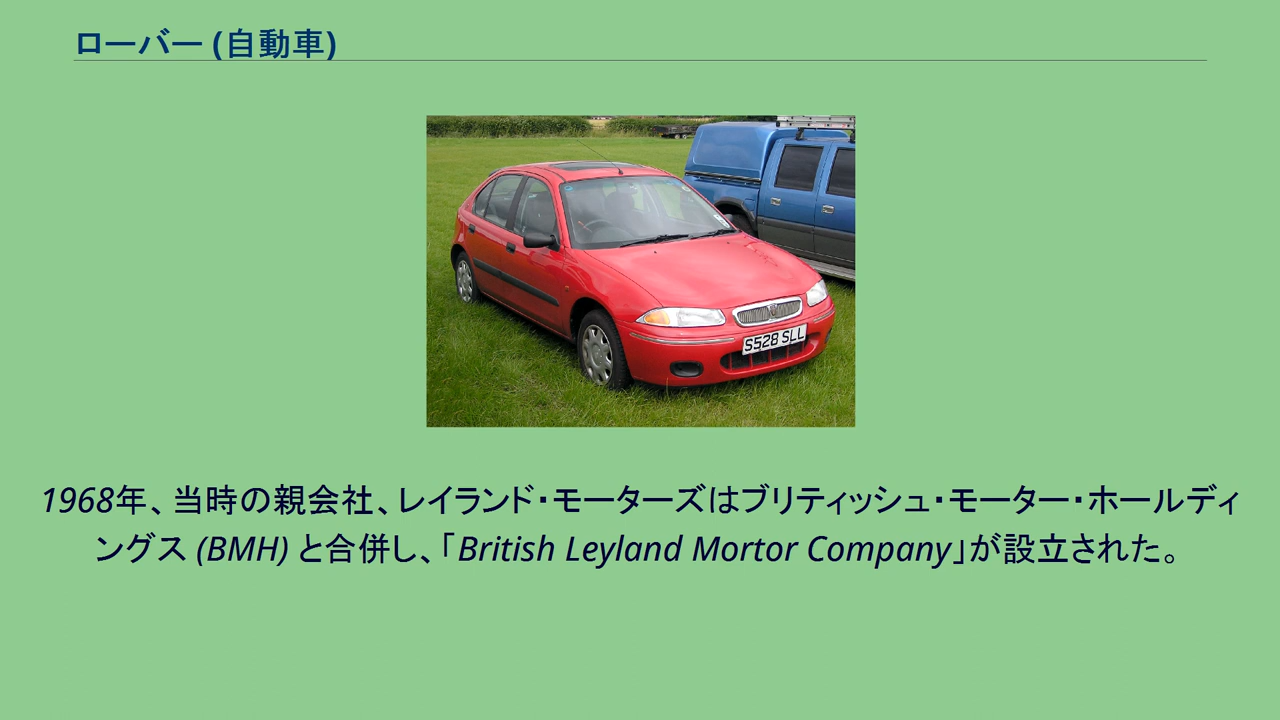 ローバー (自動車)
S528 SLL
1968年、当時の親会社、レイランド・モーターズはブリティッシュ・モーター・ホールディ
ングス (BMH) と合併し、「British Leyland Mortor Company」が設立された。